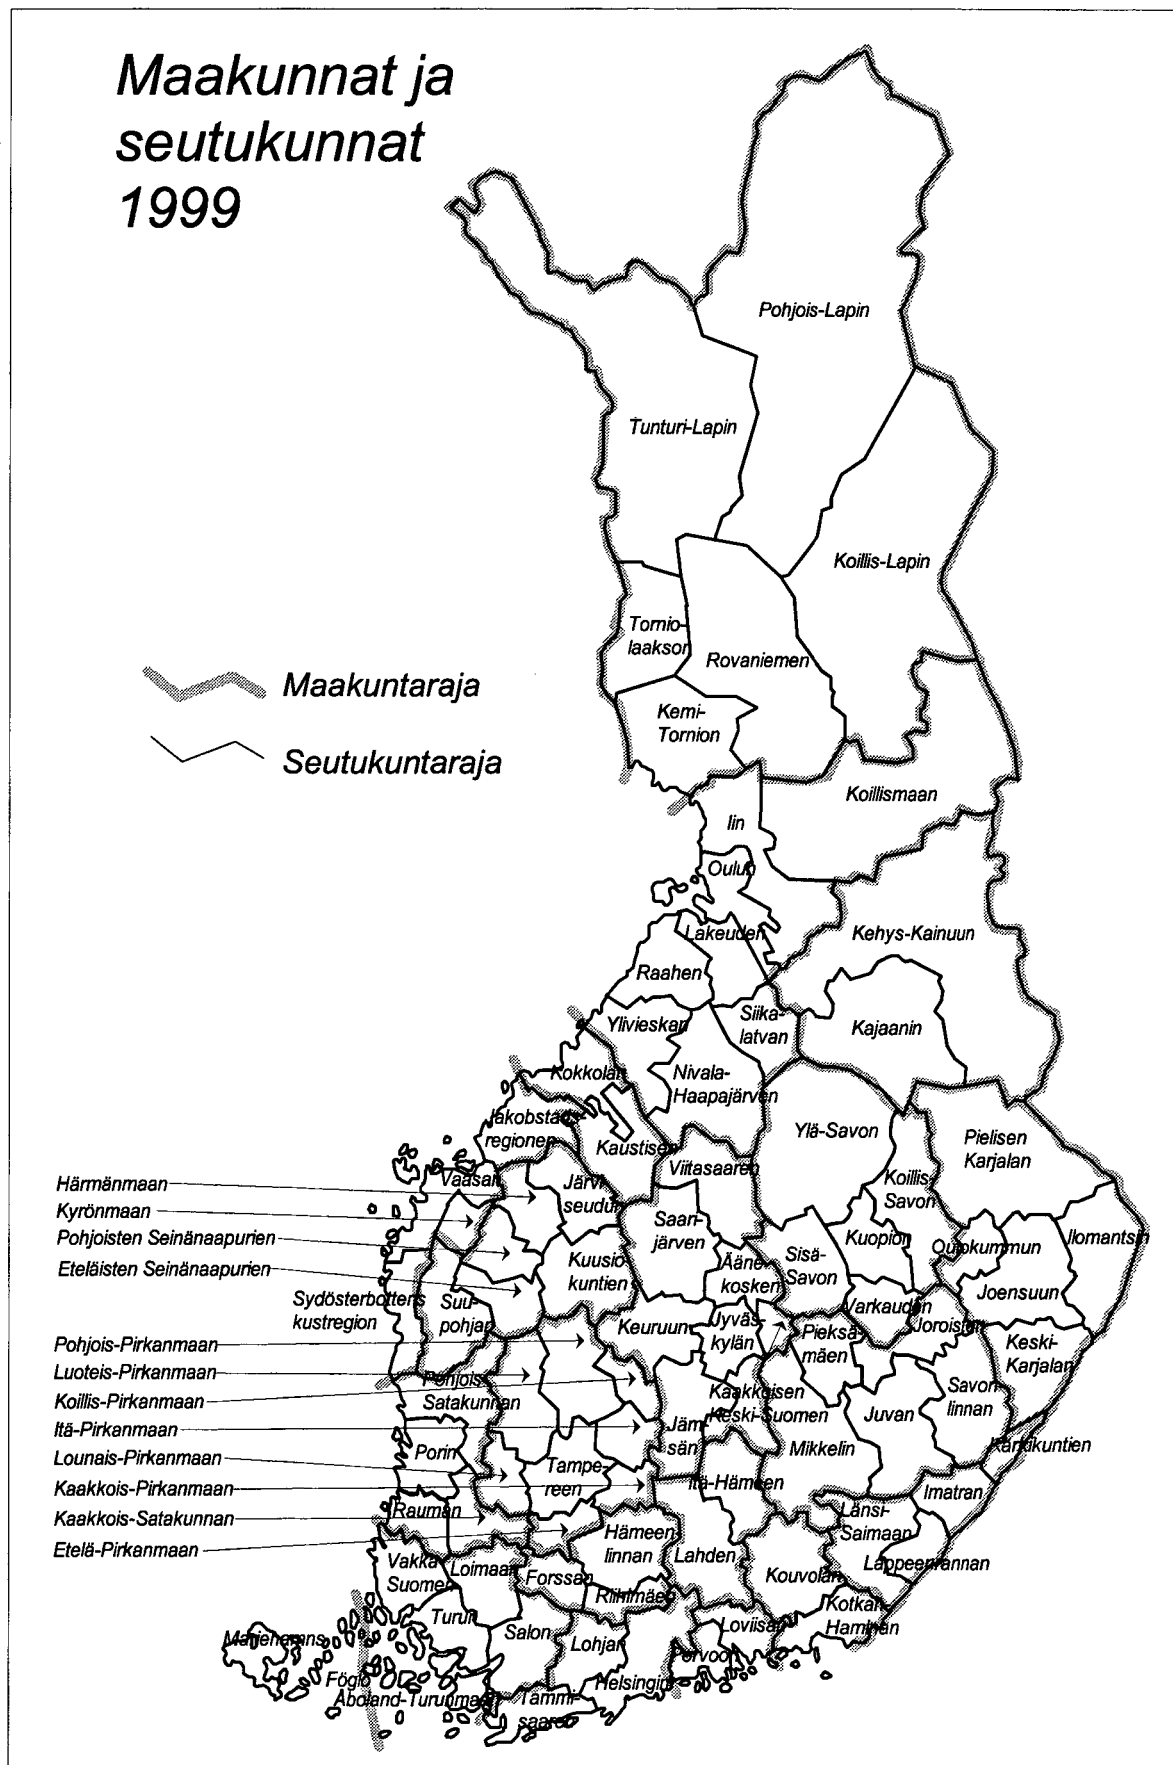 Maakunnat ja
seutukunnat
1999
Pohjois-Lapin
Tunturi-Lapin
Koillis-Lapin
Tornio-
laakson
Rovaniemen
Maakuntaraja
Kemi-
Tornion
Seutukuntaraja
Koillismaan
Iin
Oulun
Lakeuden
Kehys-Kainuun
Raahen
Siika-
latvan
Ylivieskan
Kajaanin
Nivala-
Haapajärven
Kokkolan
Jakobstads-
regionen
Ylä-Savon
Pielisen
Karjalan
Kaustisen
Viitasaaren
Koillis-
Savon
Vaasan
Järvi-
seudun
Härmänmaan
Kyrönmaan
Pohjoisten Seinänaapurien
Eteläisten Seinänaapurien
Saari-
järven
Kuopion
Outokummun
Ilomantsin
Kuusio-
kuntien
Ääne-
kosken
Sisä-
Savon
Joensuun
Sydösterbottens
kustregion
Suu-
pohjan
Varkauden
Joroisten
Keuruun
Jyväs-
kylän
Pieksä-
mäen
Keski-
Karjalan
Pohjois-Pirkanmaan
Luoteis-Pirkanmaan
Koillis-Pirkanmaan
Itä-Pirkanmaan
Lounais-Pirkanmaan
Kaakkois-Pirkanmaan
Kaakkois-Satakunnan
Etelä-Pirkanmaan
Pohjois-
Satakunnan
Kaakkoisen
Keski-Suomen
Savon-
linnan
Juvan
Jäm-
sän
Mikkelin
Kärkikuntien
Porin
Tampe-
reen
Itä-Hämeen
Imatran
Rauman
Länsi-
Saimaan
Hämeen-
linnan
Lahden
Lappeenrannan
Vakka-
Suomen
Loimaan
Forssan
Kouvolan
Riihimäen
Kotkan-
Haminan
Turun
Salon
Lohjan
Loviisan
Porvoon
Mariehamns
Föglö
Åboland-Turunmaan
Helsingin
Tammi-
saaren